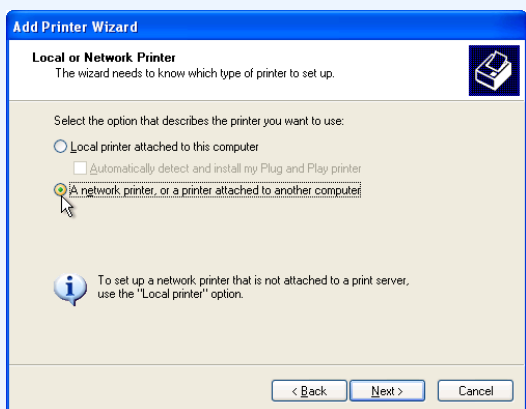 Add Printer Wizard
Local or Network Printer
The wizard needs to know which type of printer to set up.
Select the option that describes the printer you want to use:
Local printer attached to this computer
Automatically detect and install my Plug and Play printer
A network printer, or a printer attached to another computer
To set up a network printer that is not attached to a print server,
use the "Local printer" option.
< Back
Next >
Cancel